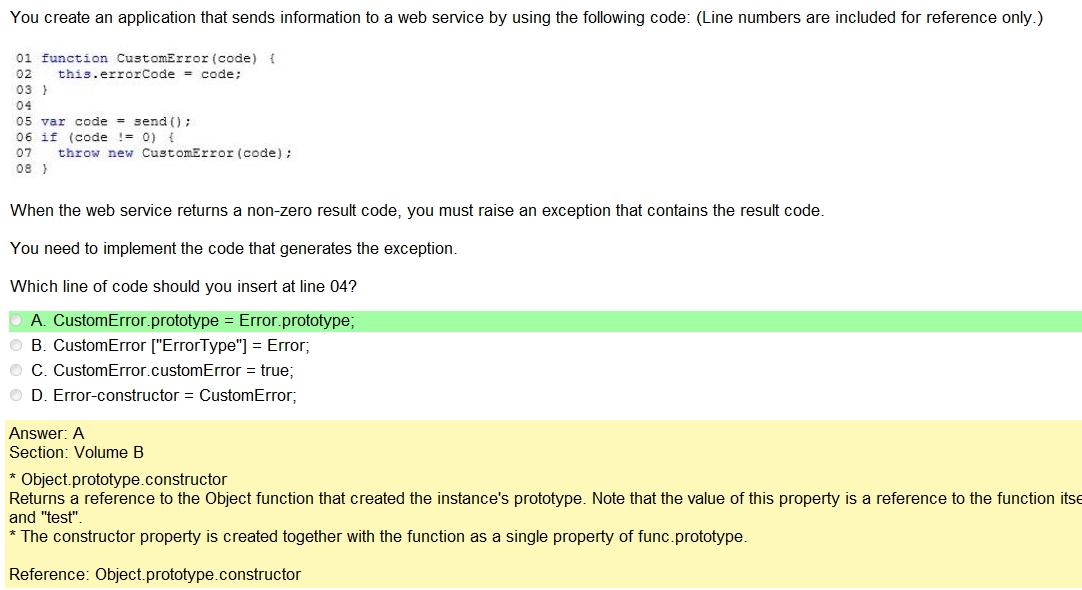 You create an application that sends information to a web service by using the following code: (Line numbers are included for reference only.)
01 function CustomError(code) {
02   this.errorCode = code;
03 }
04
05 var code = send();
06 if (code != 0) {
07   throw new CustomError(code);
08 }
When the web service returns a non-zero result code, you must raise an exception that contains the result code.
You need to implement the code that generates the exception.
Which line of code should you insert at line 04?
A. CustomError.prototype = Error.prototype;
B. CustomError ["ErrorType"] = Error;
C. CustomError.customError = true;
D. Error-constructor = CustomError;
Answer: A
Section: Volume B
* Object.prototype.constructor
Returns a reference to the Object function that created the instance's prototype. Note that the value of this property is a reference to the function itse
and "test".
* The constructor property is created together with the function as a single property of func.prototype.
Reference: Object.prototype.constructor